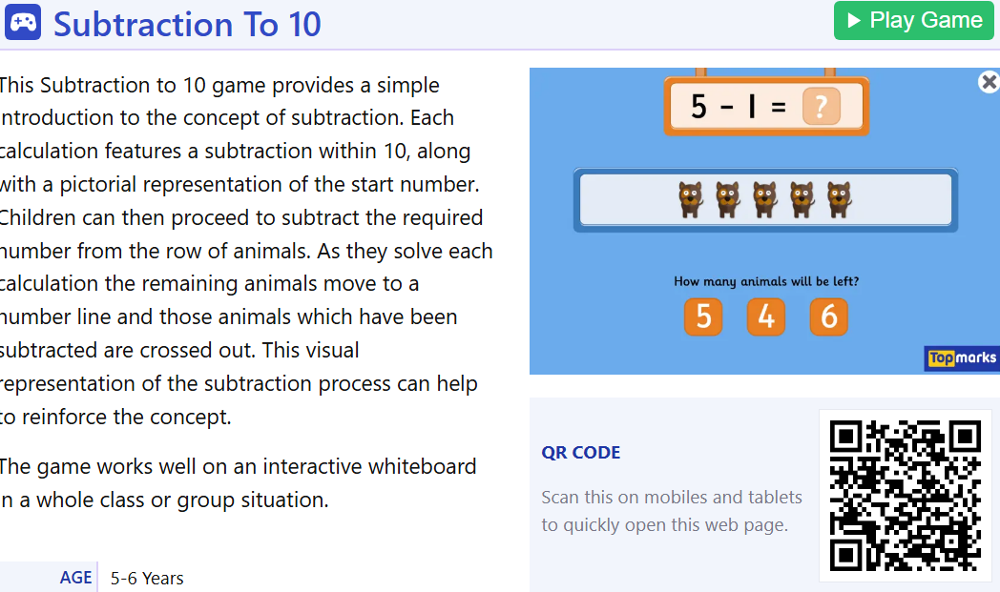 Subtraction To 10
Play Game
This Subtraction to 10 game provides a simple
introduction to the concept of subtraction. Each
calculation features a subtraction within 10, along
with a pictorial representation of the start number.
Children can then proceed to subtract the required
number from the row of animals. As they solve each
calculation the remaining animals move to a
number line and those animals which have been
subtracted are crossed out. This visual
representation of the subtraction process can help
to reinforce the concept.
The game works well on an interactive whiteboard
in a whole class or group situation.
AGE 5-6 Years
5 - 1 = ?
How many animals will be left?
5 4 6
Topmarks
QR CODE
Scan this on mobiles and tablets
to quickly open this web page.